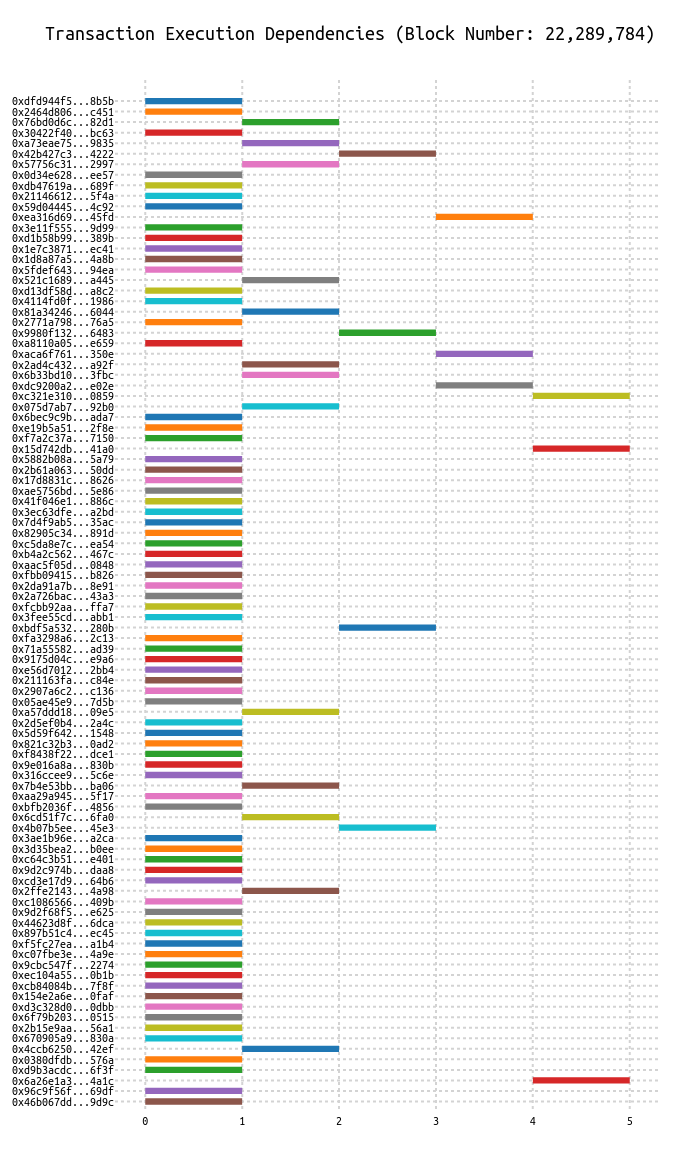 Transaction Execution Dependencies (Block Number: 22,289,784)
0xdfd944f5...8b5b
0x2464d806...c451
0x76bd0d6c...82d1
0x30422f40...bc63
0xa73eae75...9835
0x42b427c3...4222
0x57756c31...2997
0x0d34e628...ee57
0xdb47619a...689f
0x21146612...5f4a
0x59d04445...4c92
0xea316d69...45fd
0x3e11f555...9d99
0xd1b58b99...389b
0x1e7c3871...ec41
0x1d8a87a5...4a8b
0x5fdef643...94ea
0x521c1689...a445
0xd13df58d...a8c2
0x4114fd0f...1986
0x81a34246...6044
0x2771a798...76a5
0x9980f132...6483
0xa8110a05...e659
0xaca6f761...350e
0x2ad4c432...a92f
0x6b33bd10...3fbc
0xdc9200a2...e02e
0xc321e310...0859
0x075d7ab7...92b0
0x6bec9c9b...ada7
0xe19b5a51...2f8e
0xf7a2c37a...7150
0x15d742db...41a0
0x5882b08a...5a79
0x2b61a063...50dd
0x17d8831c...8626
0xae5756bd...5e86
0x41f046e1...886c
0x3ec63dfe...a2bd
0x7d4f9ab5...35ac
0x82905c34...891d
0xc5da8e7c...ea54
0xb4a2c562...467c
0xaac5f05d...0848
0xfbb09415...b826
0x2da91a7b...8e91
0x2a726bac...43a3
0xfcbb92aa...ffa7
0x3fee55cd...abb1
0xbdf5a532...280b
0xfa3298a6...2c13
0x71a55582...ad39
0x9175d04c...e9a6
0xe56d7012...2bb4
0x211163fa...c84e
0x2907a6c2...c136
0x05ae45e9...7d5b
0xa57ddd18...09e5
0x2d5ef0b4...2a4c
0x5d59f642...1548
0x821c32b3...0ad2
0xf8438f22...dce1
0x9e016a8a...830b
0x316ccee9...5c6e
0x7b4e53bb...ba06
0xaa29a945...5f17
0xbfb2036f...4856
0x6cd51f7c...6fa0
0x4b07b5ee...45e3
0x3ae1b96e...a2ca
0x3d35bea2...b0ee
0xc64c3b51...e401
0x9d2c974b...daa8
0xcd3e17d9...64b6
0x2ffe2143...4a98
0xc1086566...409b
0x9d2f68f5...e625
0x44623d8f...6dca
0x897b51c4...ec45
0xf5fc27ea...a1b4
0xc07fbe3e...4a9e
0x9cbc547f...2274
0xec104a55...0b1b
0xcb84084b...7f8f
0x154e2a6e...0faf
0xd3c328d0...0dbb
0x6f79b203...0515
0x2b15e9aa...56a1
0x670905a9...830a
0x4ccb6250...42ef
0x0380dfdb...576a
0xd9b3acdc...6f3f
0x6a26e1a3...4a1c
0x96c9f56f...69df
0x46b067dd...9d9c
0 1 2 3 4 5